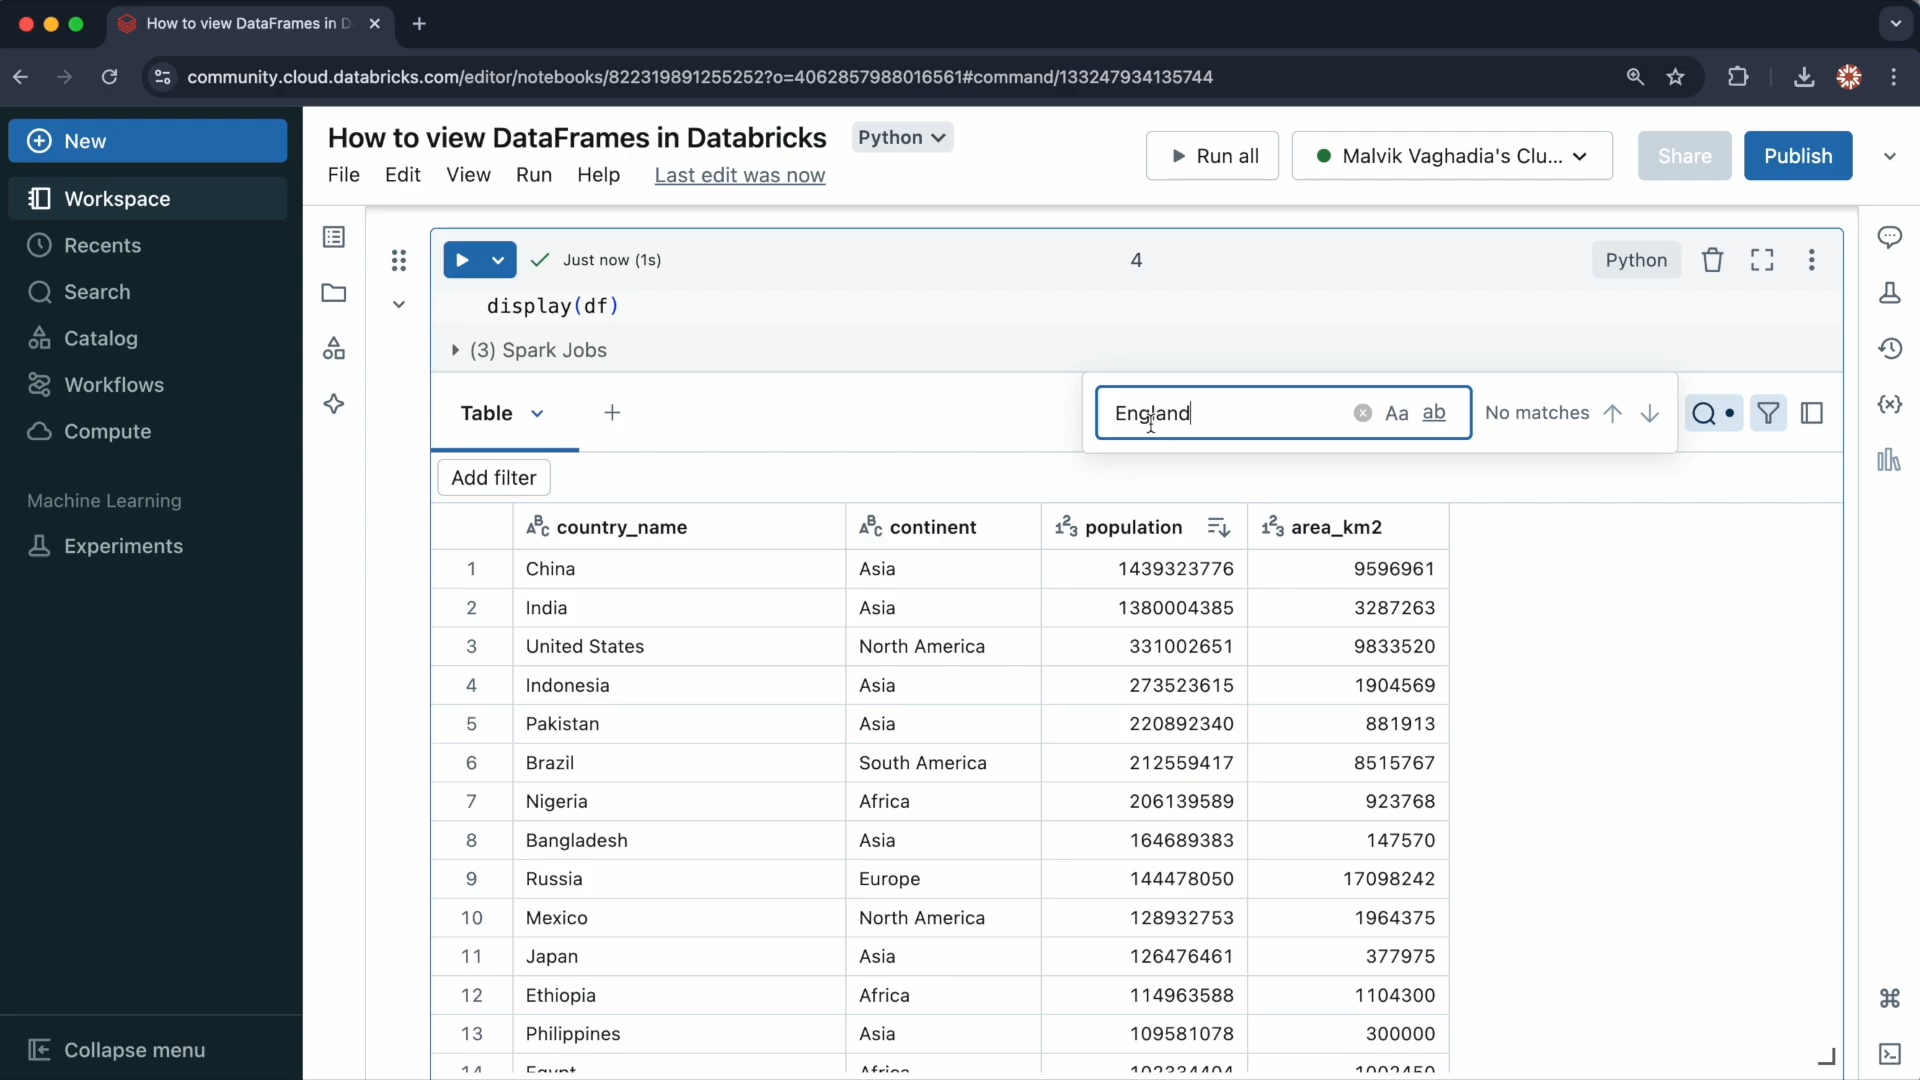 How to view DataFrames in D
community.cloud.databricks.com/editor/notebooks/822319891255252?o=4062857988016561#command/133247934135744
New
Workspace
Recents
Search
Catalog
Workflows
Compute
Machine Learning
Experiments
Collapse menu
How to view DataFrames in Databricks Python
File Edit View Run Help Last edit was now
Run all Malvik Vaghadia's Clu... Share Publish
Just now (1s) 4 Python
display(df)
(3) Spark Jobs
Table + England Aa ab No matches
Add filter
country_name continent population area_km2
1 China Asia 1439323776 9596961
2 India Asia 1380004385 3287263
3 United States North America 331002651 9833520
4 Indonesia Asia 273523615 1904569
5 Pakistan Asia 220892340 881913
6 Brazil South America 212559417 8515767
7 Nigeria Africa 206139589 923768
8 Bangladesh Asia 164689383 147570
9 Russia Europe 144478050 17098242
10 Mexico North America 128932753 1964375
11 Japan Asia 126476461 377975
12 Ethiopia Africa 114963588 1104300
13 Philippines Asia 109581078 300000
14 Egypt Africa 102334404 1002450